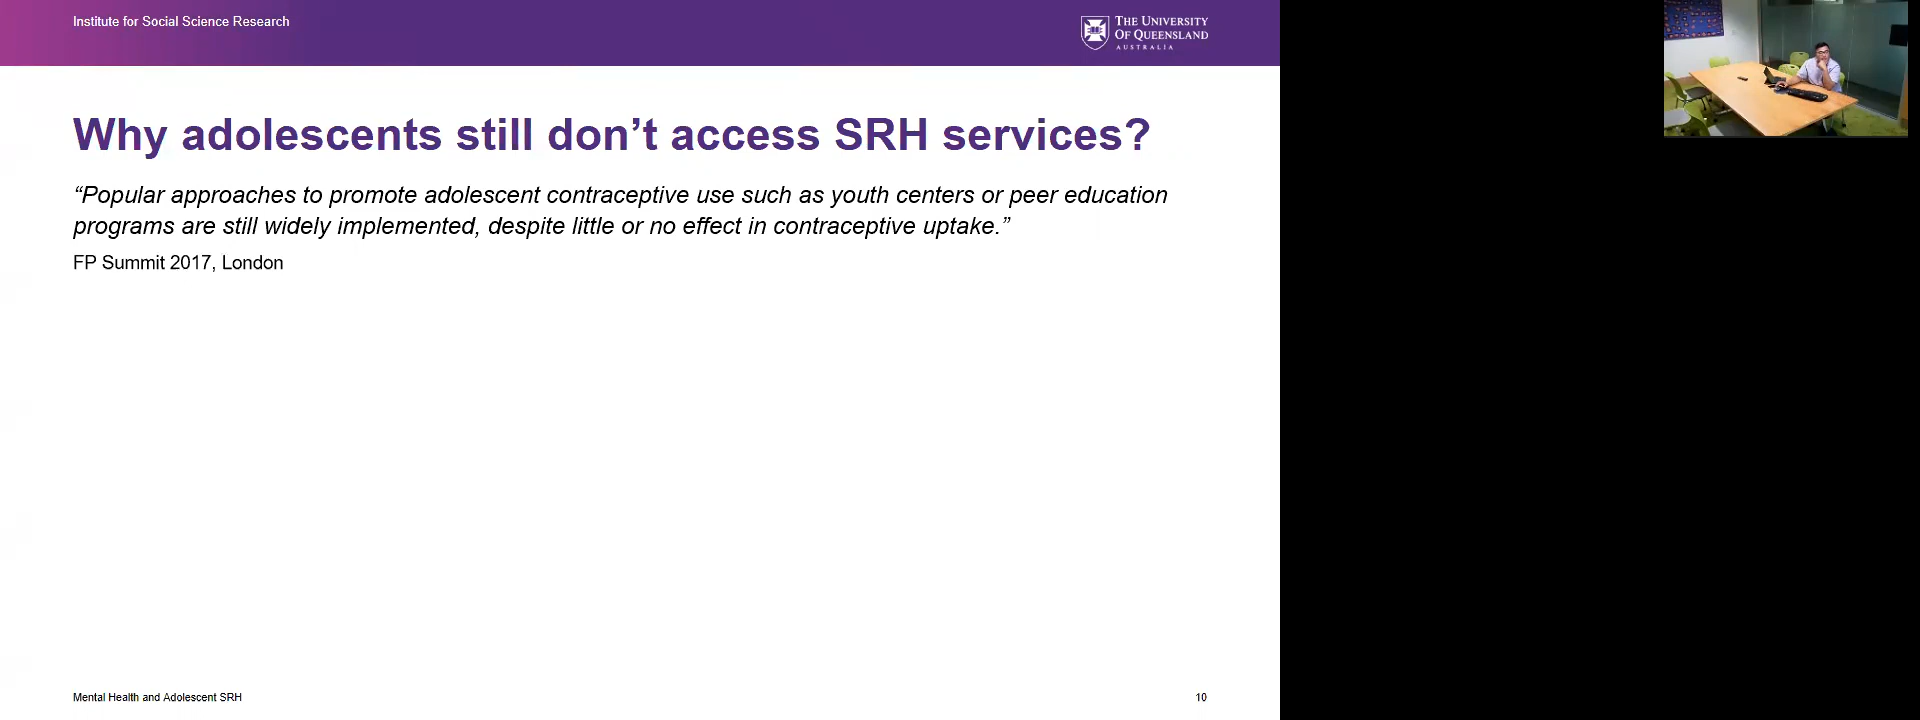 Institute for Social Science Research
THE UNIVERSITY
OF QUEENSLAND
AUSTRALIA
Why adolescents still don’t access SRH services?
“Popular approaches to promote adolescent contraceptive use such as youth centers or peer education
programs are still widely implemented, despite little or no effect in contraceptive uptake.”
FP Summit 2017, London
Mental Health and Adolescent SRH
10